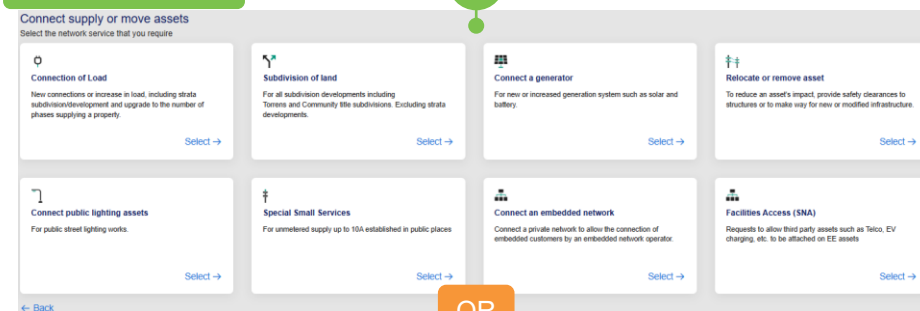 Connect supply or move assets
Select the network service that you require
Connection of Load
New connections or increase in load, including strata
subdivision/development and upgrade to the number of
phases supplying a property.
Select →
Subdivision of land
For all subdivision developments including
Torrens and Community title subdivisions. Excluding strata
developments.
Select →
Connect a generator
For new or increased generation system such as solar and
battery.
Select →
Relocate or remove asset
To reduce an asset's impact, provide safety clearances to
structures or to make way for new or modified infrastructure.
Select →
Connect public lighting assets
For public street lighting works.
Select →
Special Small Services
For unmetered supply up to 10A established in public places
Select →
Connect an embedded network
Connect a private network to allow the connection of
embedded customers by an embedded network operator.
Select →
Facilities Access (SNA)
Requests to allow third party assets such as Telco, EV
charging, etc. to be attached on EE assets
Select →
← Back
OR